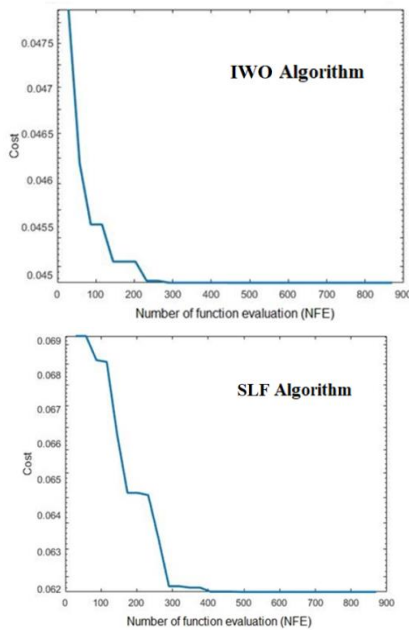 0.0475
IWO Algorithm
0.047
0.0465
Cost
0.046
0.0455
0.045
0 100 200 300 400 500 600 700 800 900
Number of function evaluation (NFE)
0.069
0.068
SLF Algorithm
0.067
0.066
Cost
0.065
0.064
0.063
0.062
0 100 200 300 400 500 600 700 800 900
Number of function evaluation (NFE)